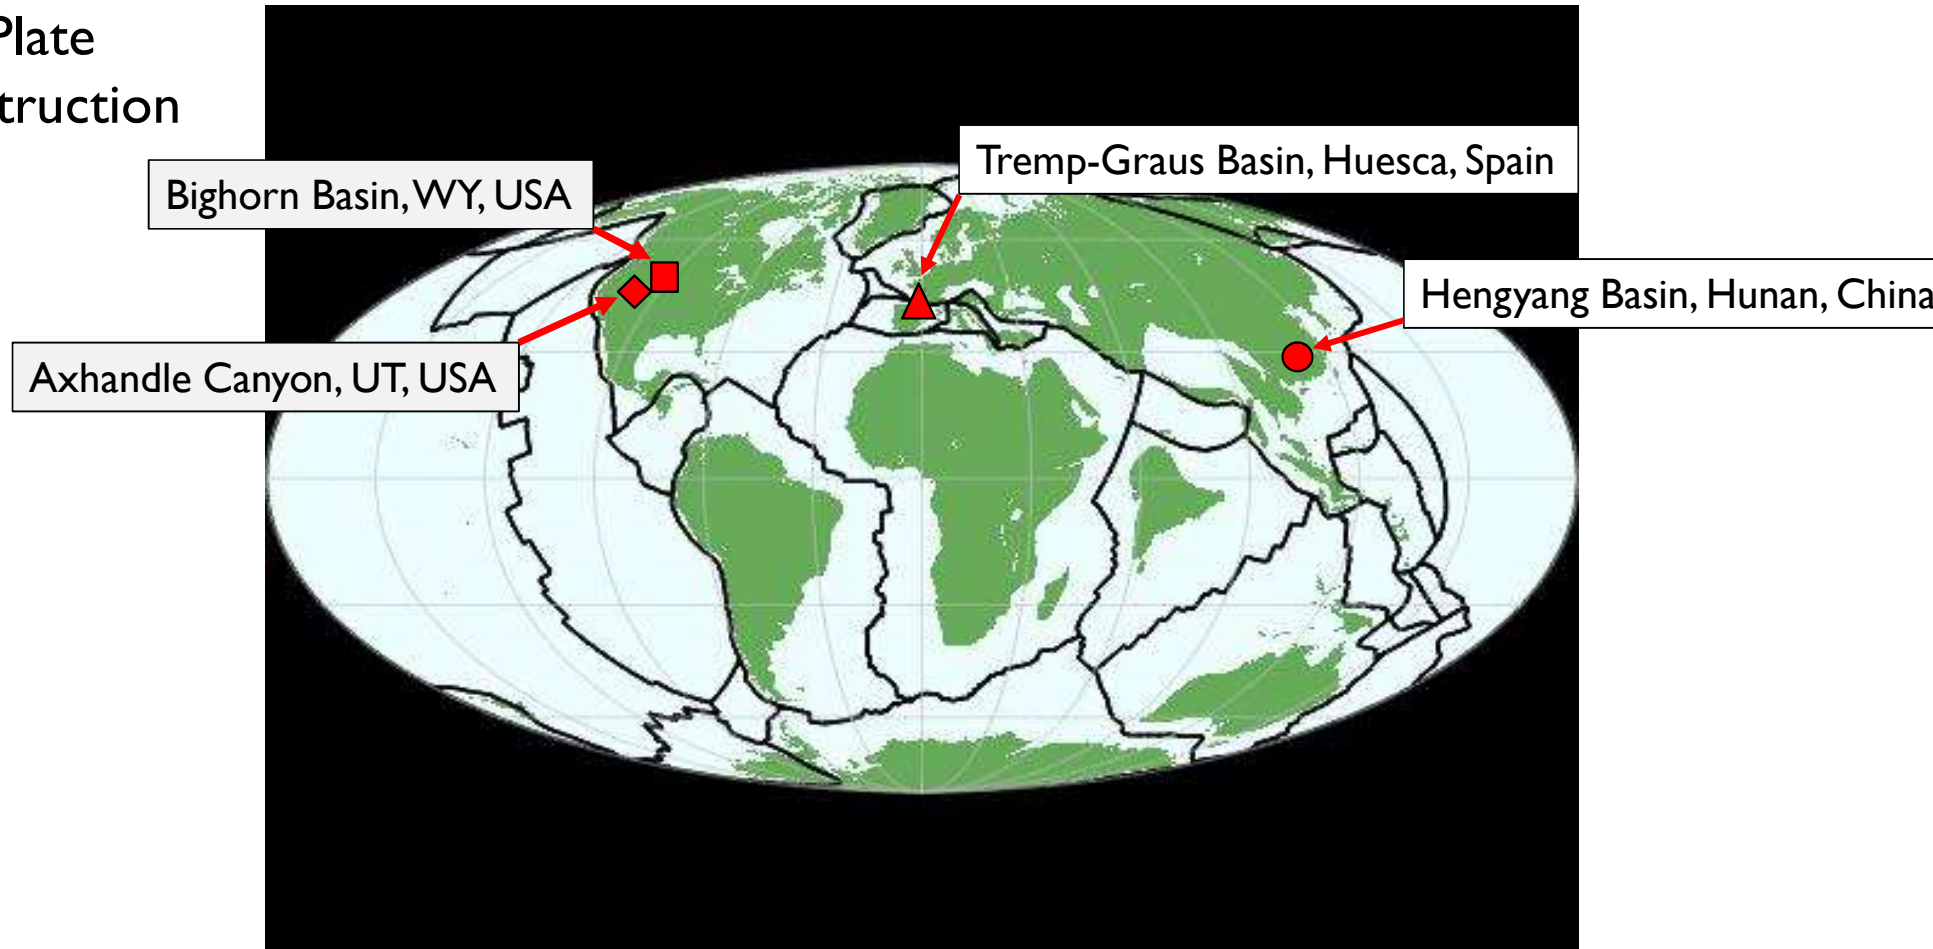 Plate
truction
Tremp-Graus Basin, Huesca, Spain
Bighorn Basin, WY, USA
Hengyang Basin, Hunan, China
Axhandle Canyon, UT, USA